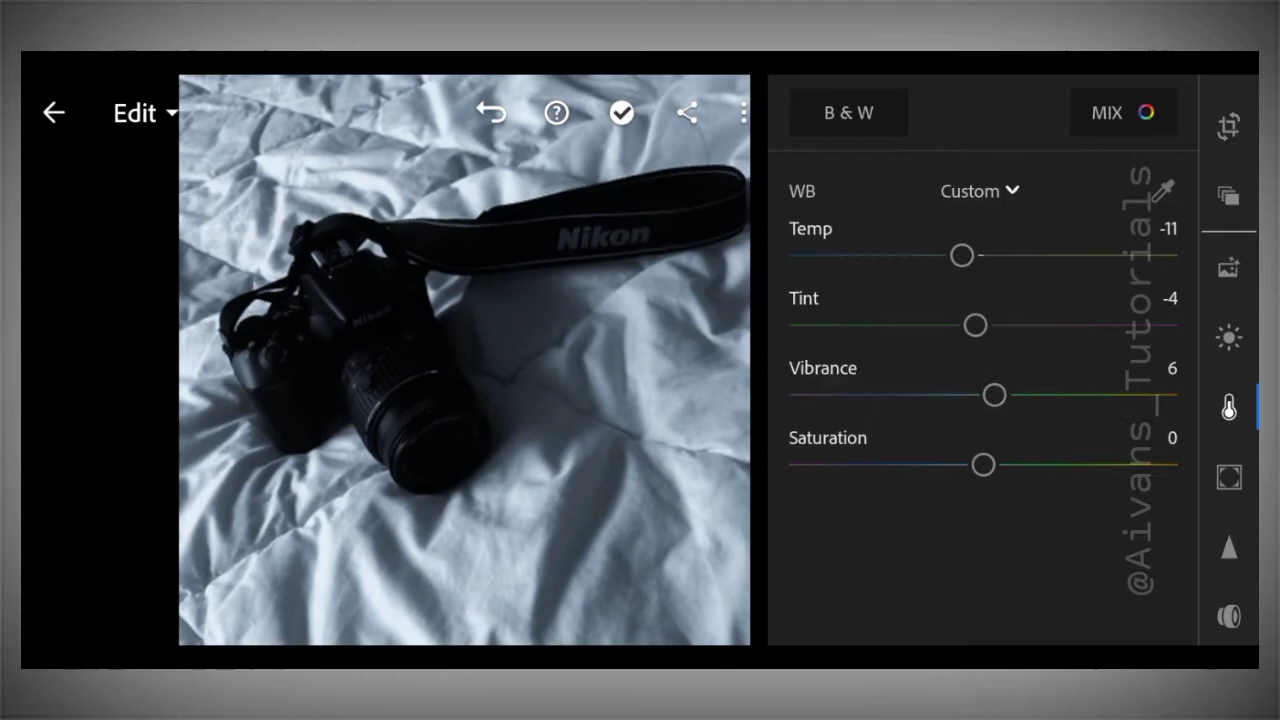 Edit
B & W
MIX
WB
Custom
Temp
-11
Tint
-4
Vibrance
6
Saturation
0
Nikon
Nikon
@Aivans_Tutorials